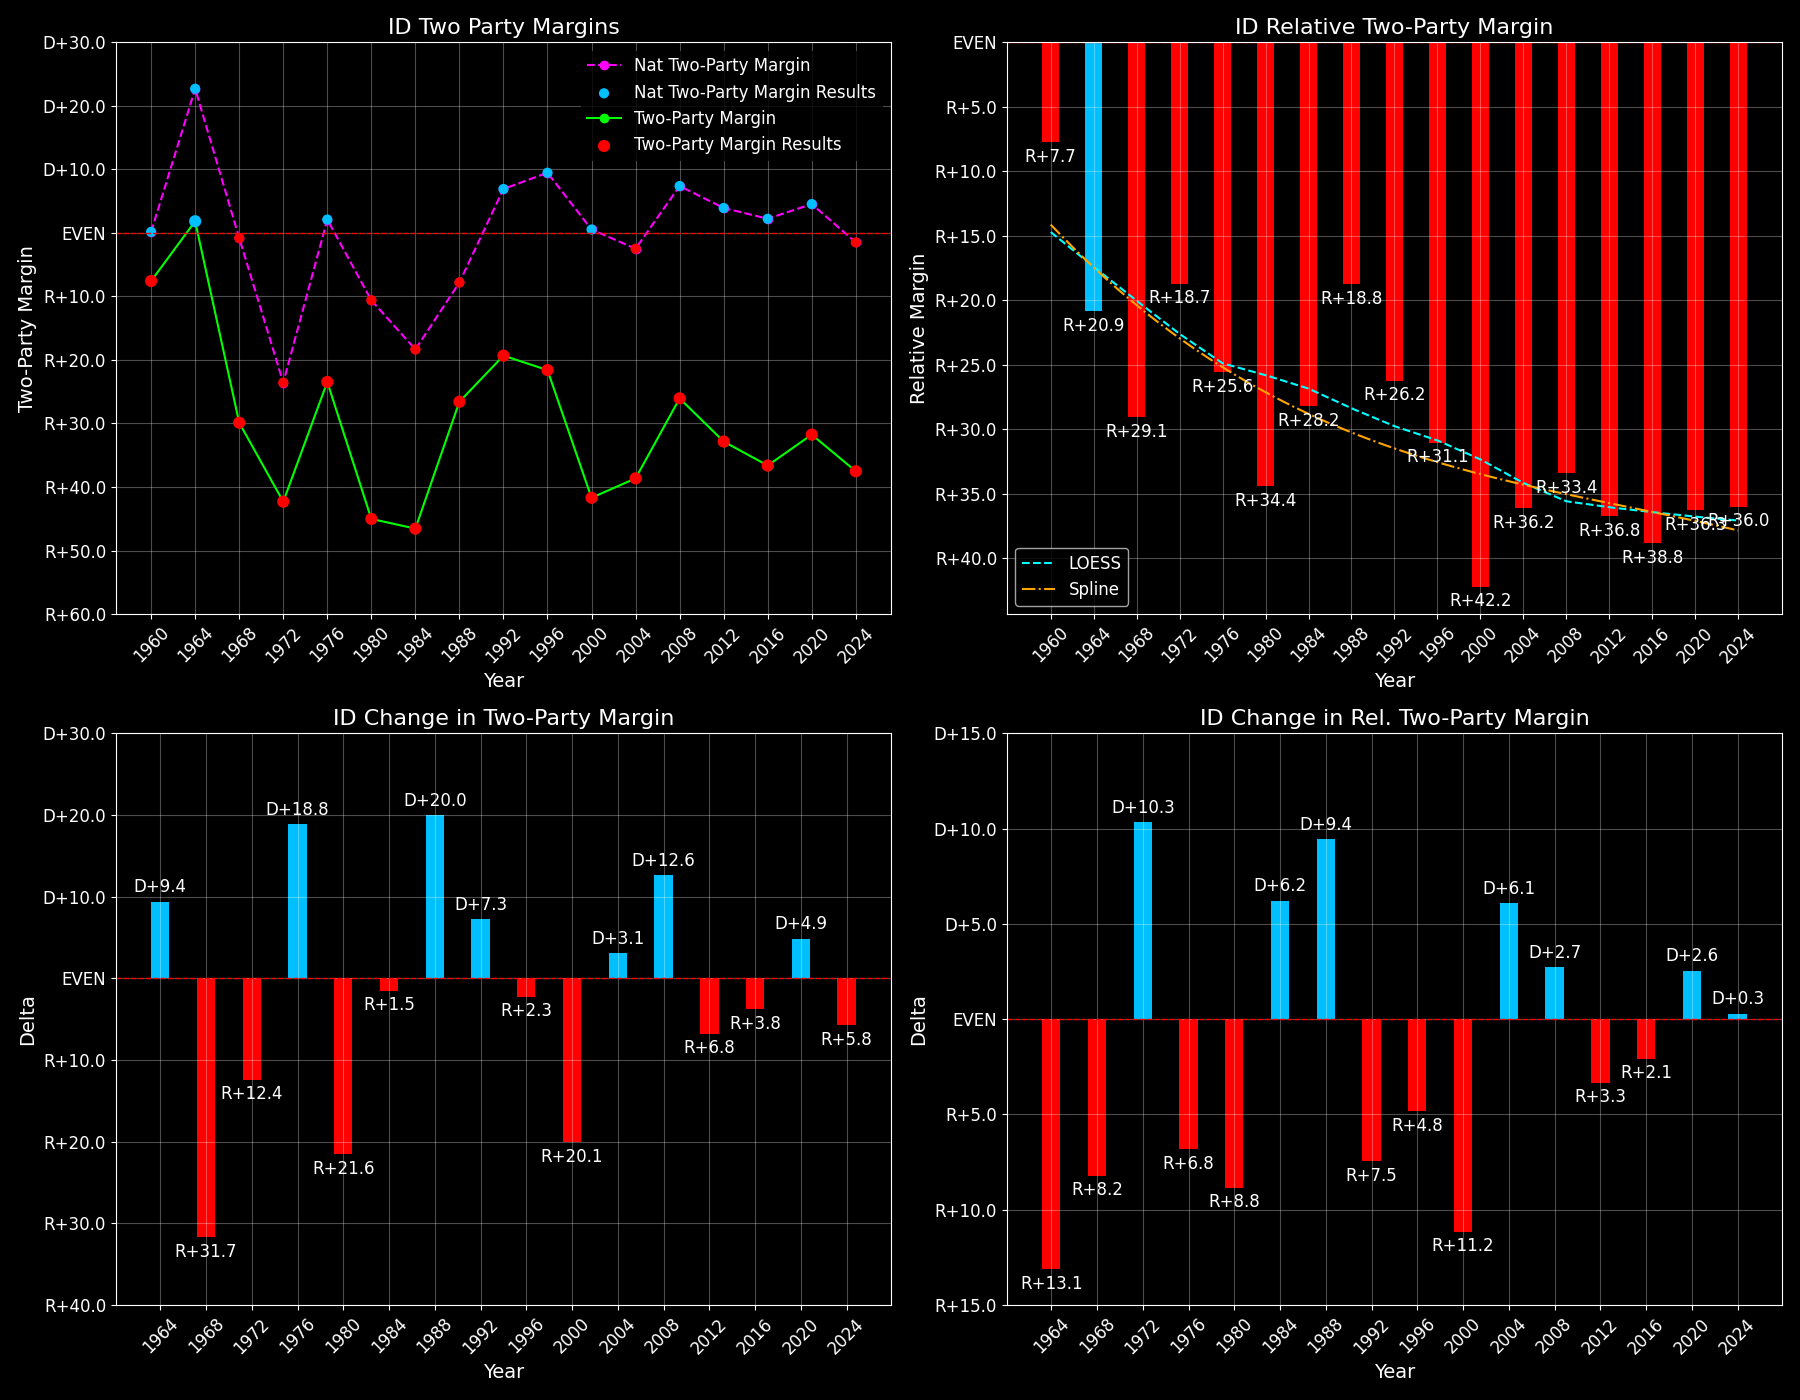 ID Two Party Margins
D+30.0
D+20.0
D+10.0
EVEN
R+10.0
R+20.0
R+30.0
R+40.0
R+50.0
R+60.0
Two-Party Margin
Nat Two-Party Margin
Nat Two-Party Margin Results
Two-Party Margin
Two-Party Margin Results
1960 1964 1968 1972 1976 1980 1984 1988 1992 1996 2000 2004 2008 2012 2016 2020 2024
Year
ID Relative Two-Party Margin
EVEN
R+5.0
R+10.0
R+15.0
R+20.0
R+25.0
R+30.0
R+35.0
R+40.0
Relative Margin
R+7.7
R+20.9
R+29.1
R+18.7
R+25.6
R+34.4
R+28.2
R+18.8
R+26.2
R+31.1
R+42.2
R+36.2
R+33.4
R+36.8
R+38.8
R+36.3
R+36.0
LOESS
Spline
1960 1964 1968 1972 1976 1980 1984 1988 1992 1996 2000 2004 2008 2012 2016 2020 2024
Year
ID Change in Two-Party Margin
D+30.0
D+20.0
D+10.0
EVEN
R+10.0
R+20.0
R+30.0
R+40.0
Delta
D+9.4
R+31.7
R+12.4
D+18.8
R+21.6
R+1.5
D+20.0
D+7.3
R+2.3
R+20.1
D+3.1
D+12.6
R+6.8
R+3.8
D+4.9
R+5.8
1964 1968 1972 1976 1980 1984 1988 1992 1996 2000 2004 2008 2012 2016 2020 2024
Year
ID Change in Rel. Two-Party Margin
D+15.0
D+10.0
D+5.0
EVEN
R+5.0
R+10.0
R+15.0
Delta
R+13.1
R+8.2
D+10.3
R+6.8
R+8.8
D+6.2
D+9.4
R+7.5
R+4.8
R+11.2
D+6.1
D+2.7
R+3.3
R+2.1
D+2.6
D+0.3
1964 1968 1972 1976 1980 1984 1988 1992 1996 2000 2004 2008 2012 2016 2020 2024
Year